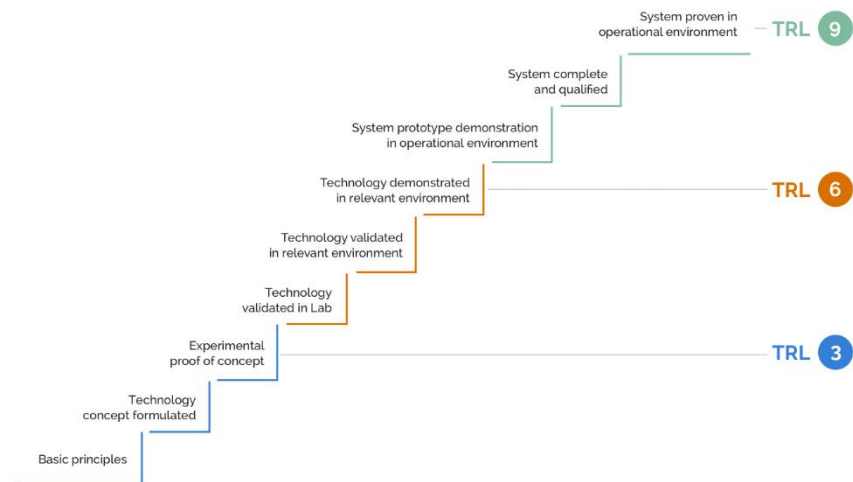 System proven in
operational environment
TRL 9
System complete
and qualified
System prototype demonstration
in operational environment
Technology demonstrated
in relevant environment
TRL 6
Technology validated
in relevant environment
Technology
validated in Lab
Experimental
proof of concept
TRL 3
Technology
concept formulated
Basic principles